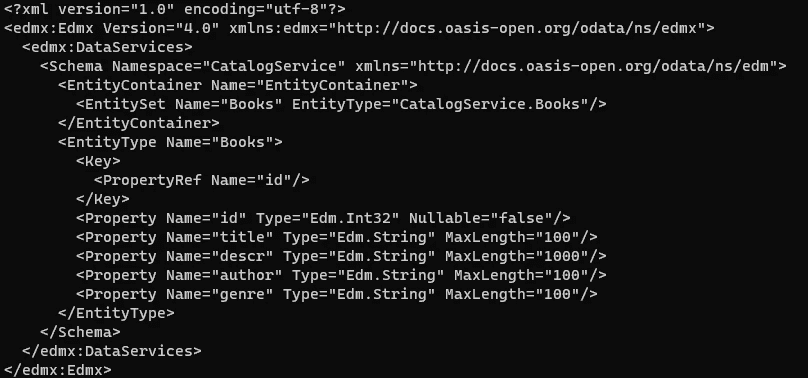 <?xml version="1.0" encoding="utf-8"?>
<edmx:Edmx Version="4.0" xmlns:edmx="http://docs.oasis-open.org/odata/ns/edmx">
  <edmx:DataServices>
    <Schema Namespace="CatalogService" xmlns="http://docs.oasis-open.org/odata/ns/edm">
      <EntityContainer Name="EntityContainer">
        <EntitySet Name="Books" EntityType="CatalogService.Books"/>
      </EntityContainer>
      <EntityType Name="Books">
        <Key>
          <PropertyRef Name="id"/>
        </Key>
        <Property Name="id" Type="Edm.Int32" Nullable="false"/>
        <Property Name="title" Type="Edm.String" MaxLength="100"/>
        <Property Name="descr" Type="Edm.String" MaxLength="1000"/>
        <Property Name="author" Type="Edm.String" MaxLength="100"/>
        <Property Name="genre" Type="Edm.String" MaxLength="100"/>
      </EntityType>
    </Schema>
  </edmx:DataServices>
</edmx:Edmx>